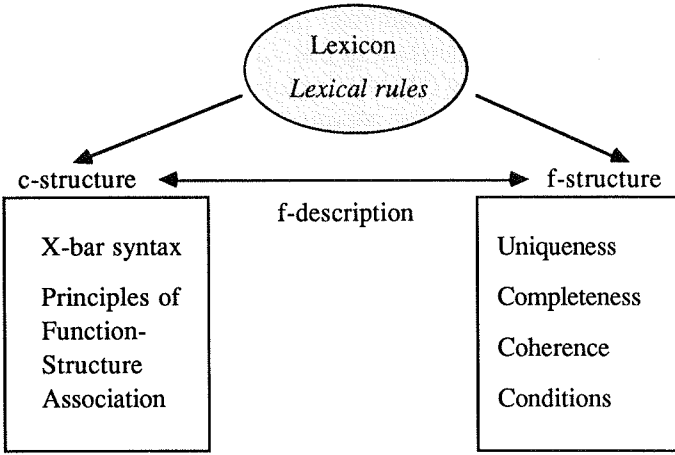 Lexicon
Lexical rules
c-structure
f-structure
f-description
X-bar syntax
Principles of
Function-
Structure
Association
Uniqueness
Completeness
Coherence
Conditions